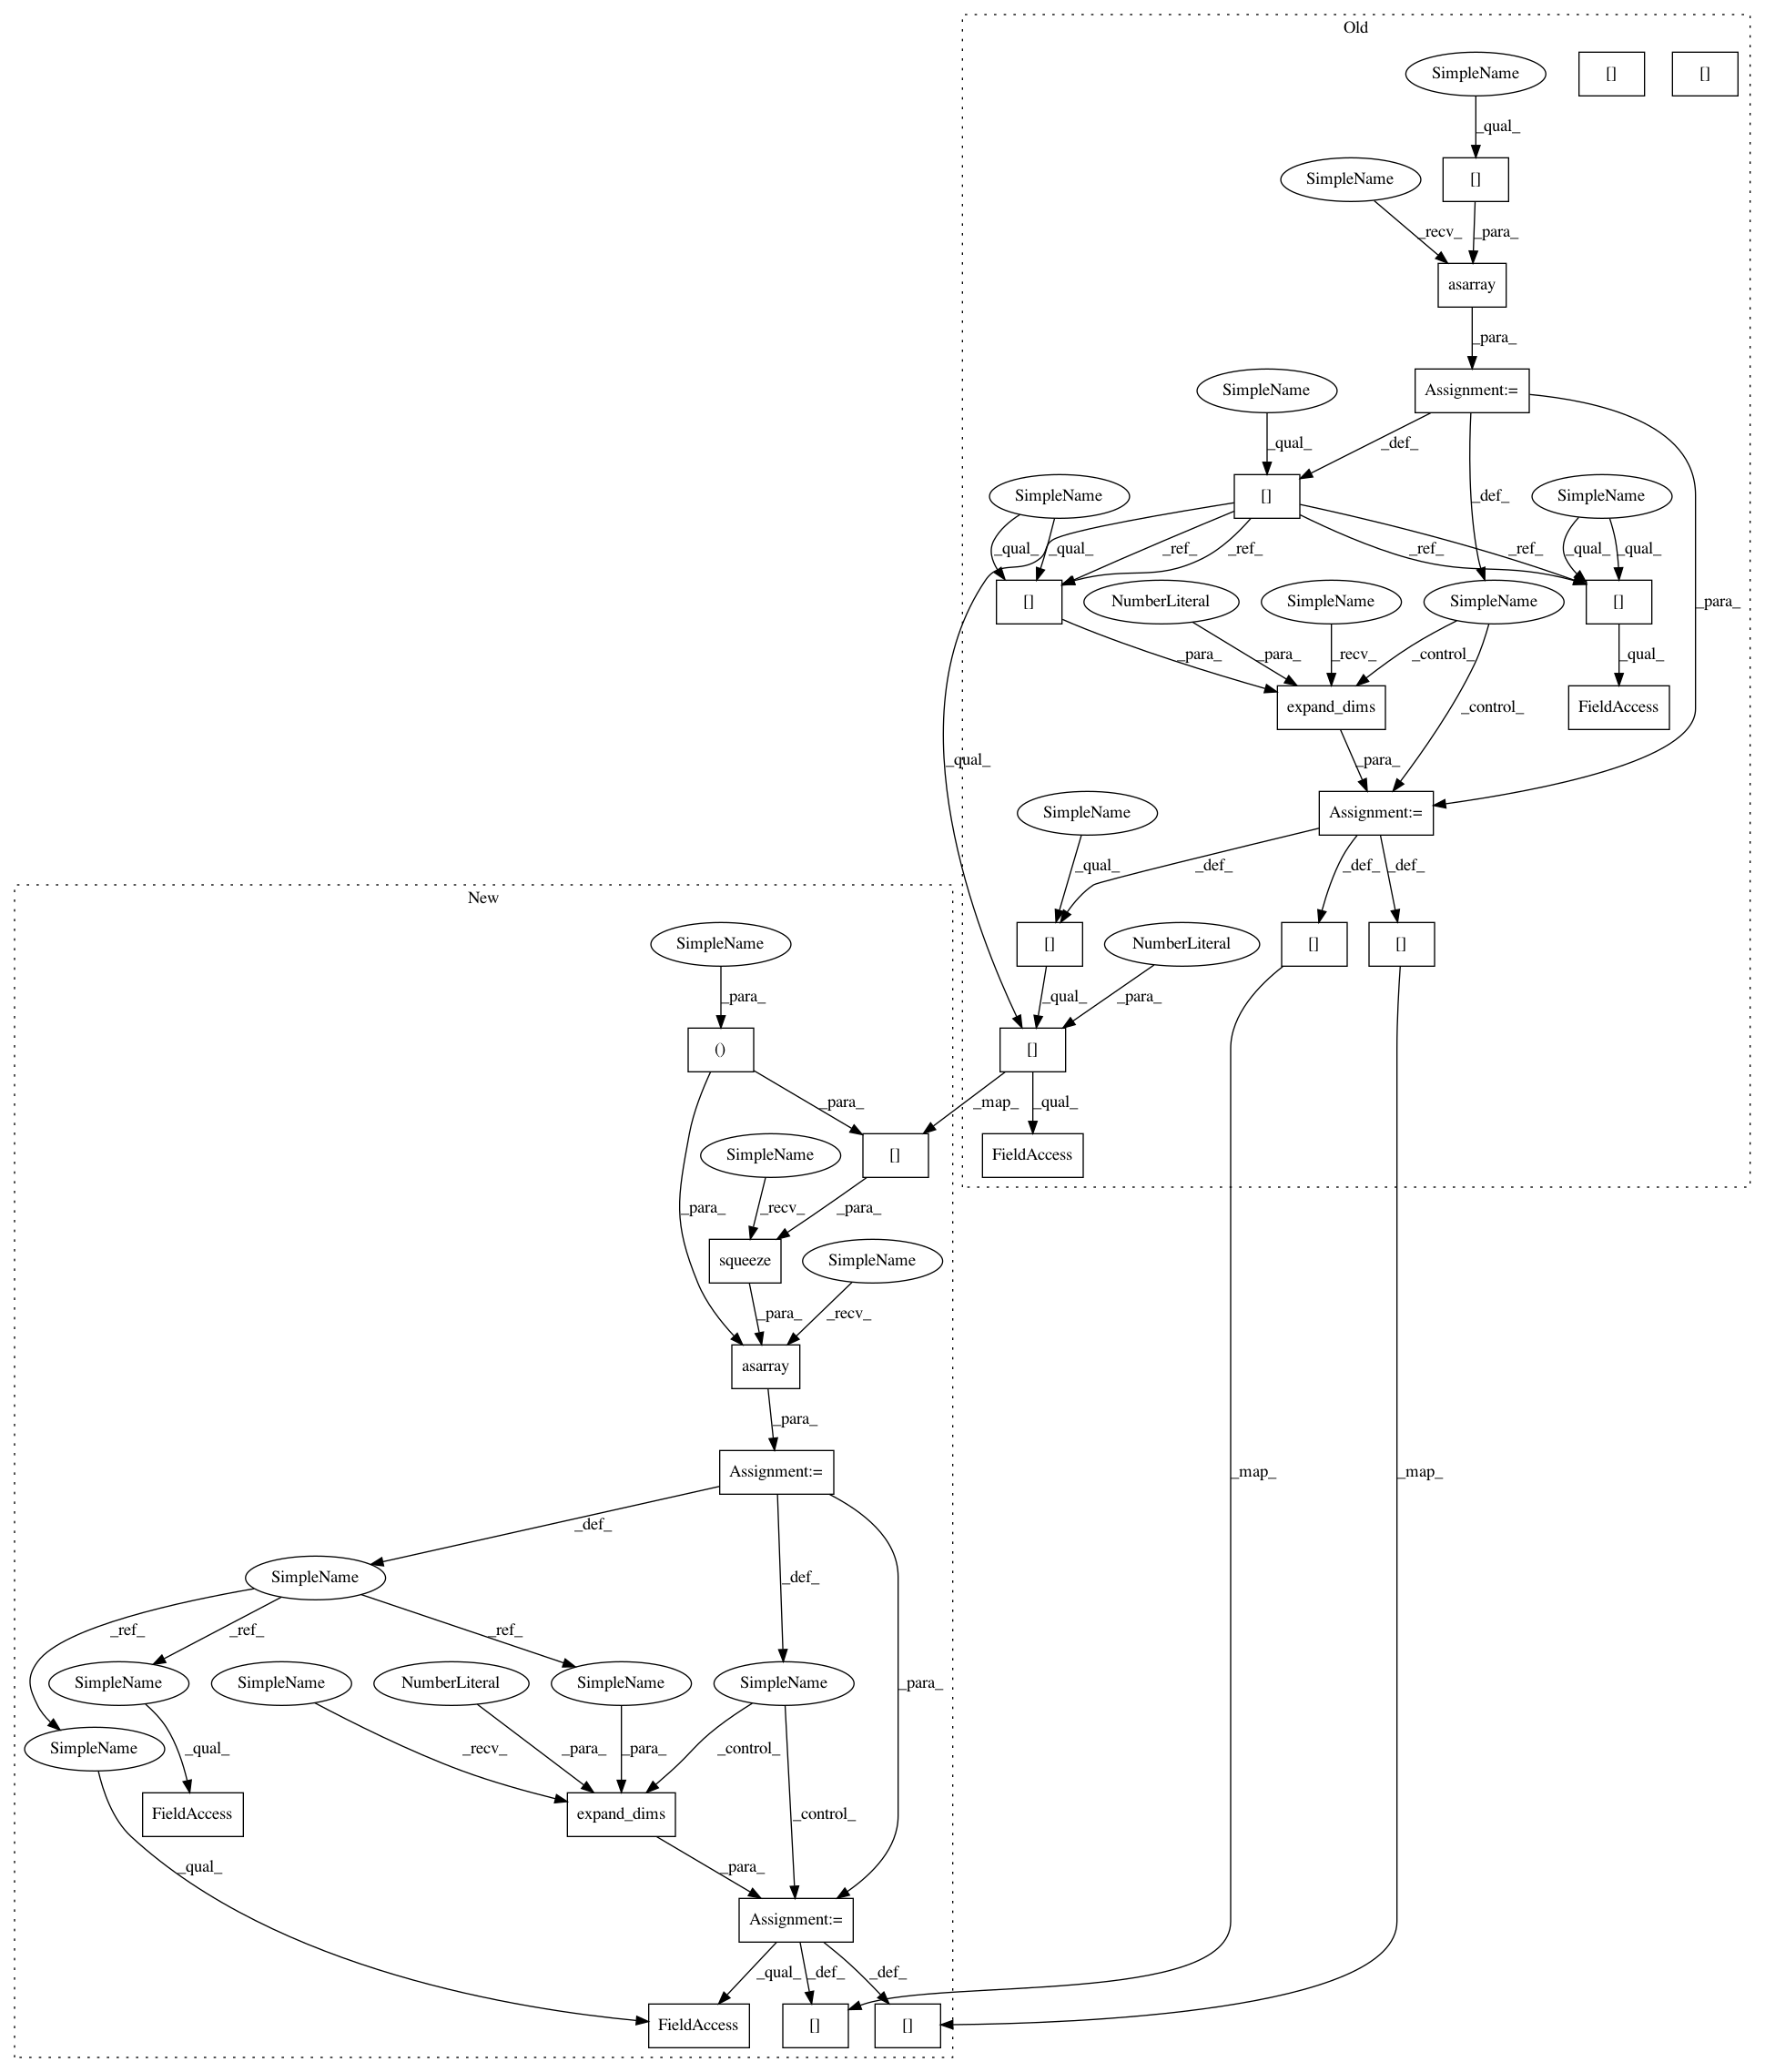 Old
SimpleName
[]
[]
_qual_
SimpleName
[]
_recv_
_para_
asarray
_para_
SimpleName
Assignment:=
_qual_
_def_
SimpleName
[]
_def_
SimpleName
_qual_
_qual_
_ref_
_ref_
_ref_
_ref_
_qual_
_qual_
[]
NumberLiteral
SimpleName
SimpleName
[]
_para_
_para_
_para_
_recv_
_control_
_qual_
expand_dims
_control_
FieldAccess
_qual_
_para_
SimpleName
Assignment:=
_qual_
_def_
_def_
_def_
New
SimpleName
[]
NumberLiteral
[]
[]
_para_
_qual_
_para_
()
[]
_para_
_map_
_qual_
SimpleName
[]
FieldAccess
_para_
_recv_
_para_
squeeze
SimpleName
_para_
_recv_
asarray
_para_
Assignment:=
_map_
_map_
_def_
SimpleName
_def_
_ref_
_ref_
_ref_
SimpleName
SimpleName
NumberLiteral
SimpleName
SimpleName
_para_
SimpleName
_qual_
_recv_
_para_
_para_
_control_
FieldAccess
expand_dims
_control_
_qual_
_para_
Assignment:=
_qual_
_def_
_def_
FieldAccess
[]
[]